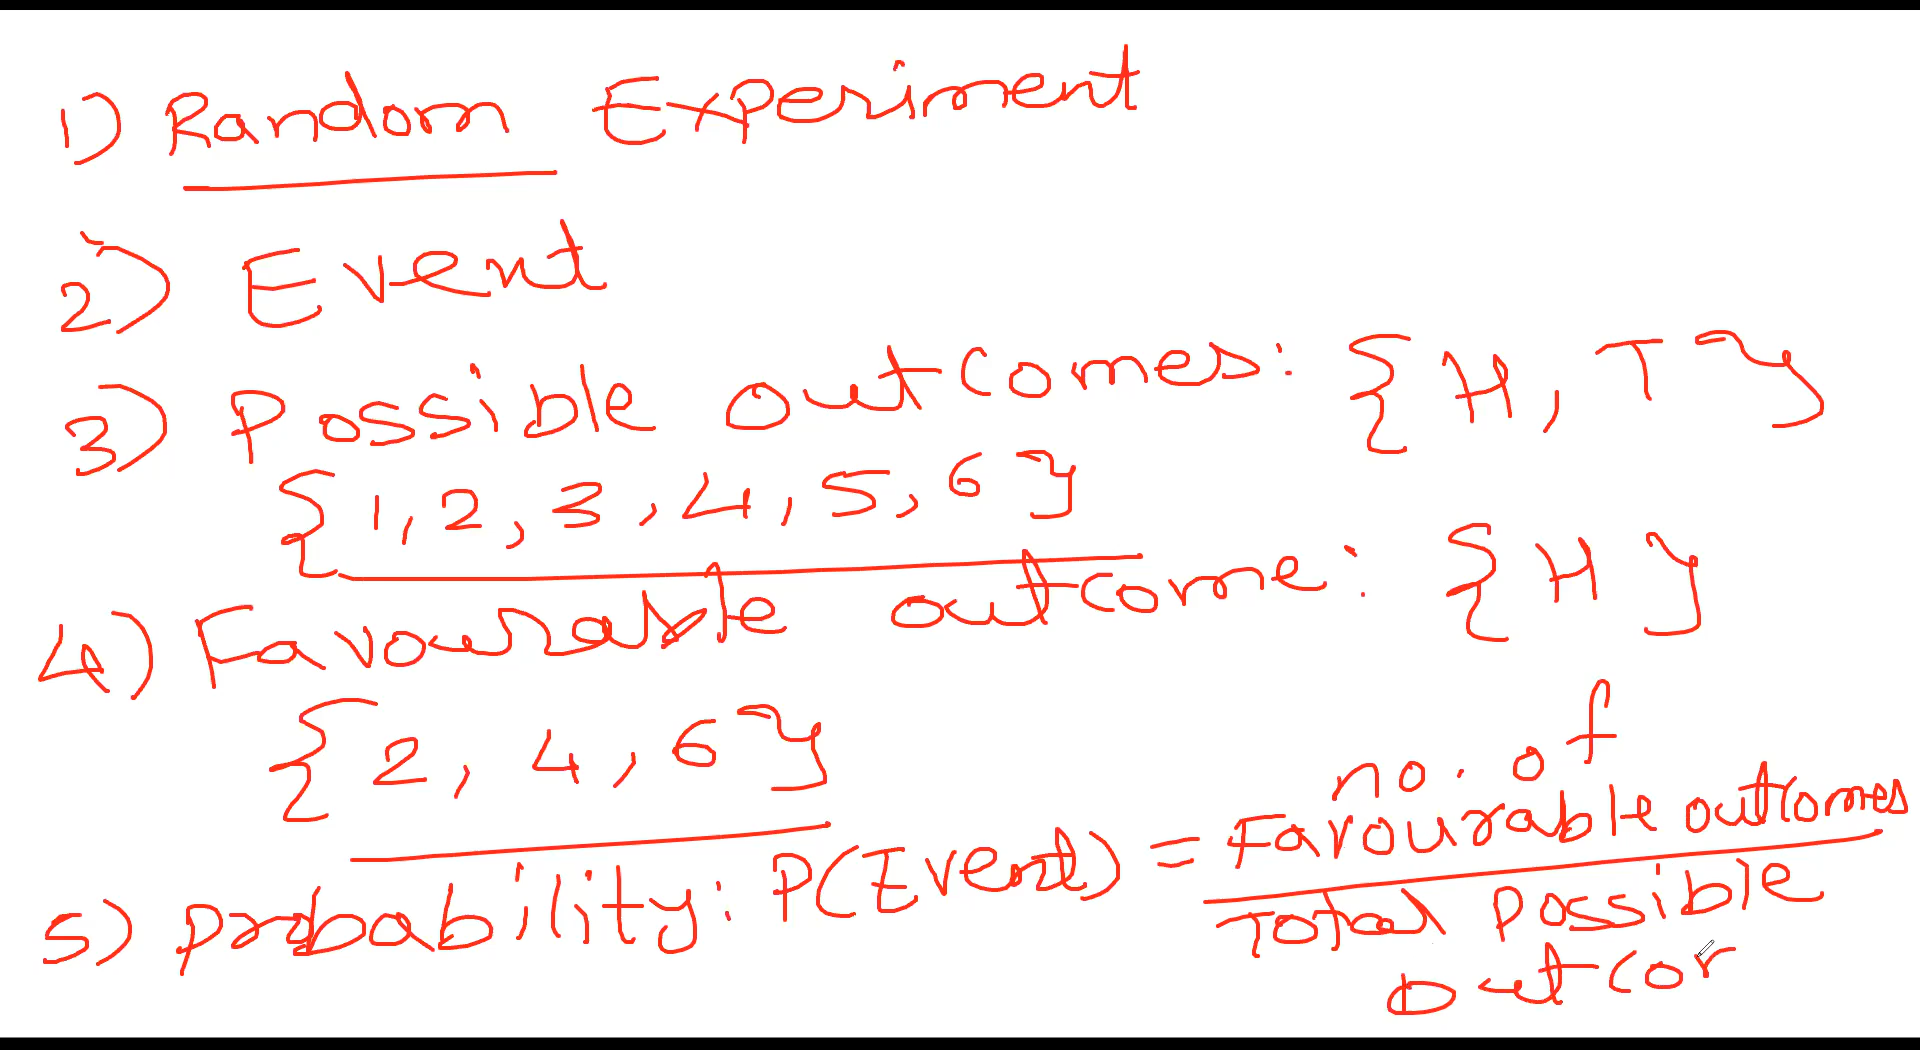 1) Random Experiment
2) Event
3) Possible outcomes: {H, T}
{1, 2, 3, 4, 5, 6}
4) Favourable outcome: {H}
{2, 4, 6}
no. of
5) Probability: P(Event) = Favourable outcomes
Total Possible
outcor